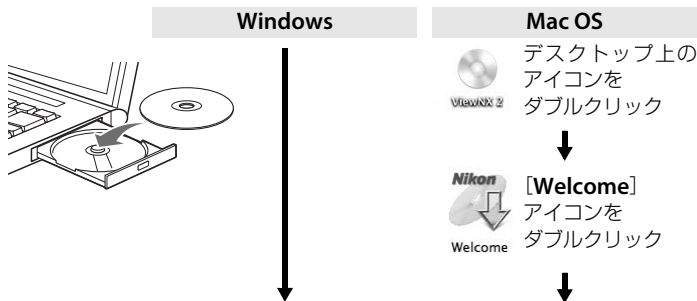 Windows
Mac OS
デスクトップ上の
アイコンを
ダブルクリック
ViewNX 2
Nikon
［Welcome］
アイコンを
ダブルクリック
Welcome